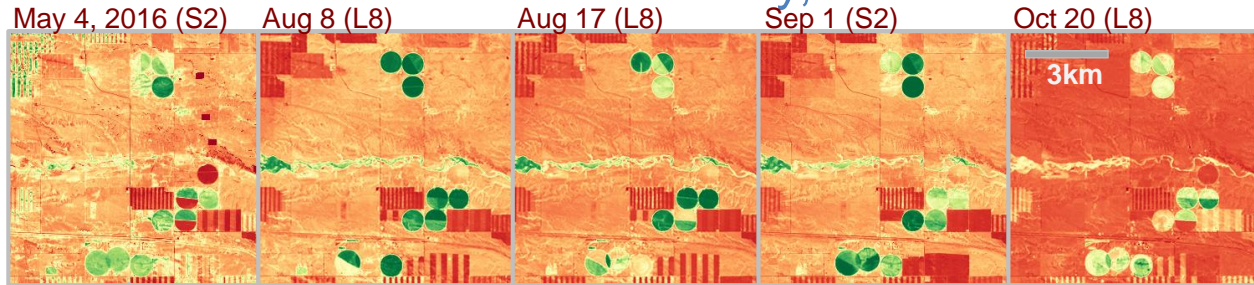 May 4, 2016 (S2)
Aug 8 (L8)
Aug 17 (L8)
Sep 1 (S2)
Oct 20 (L8)
3km